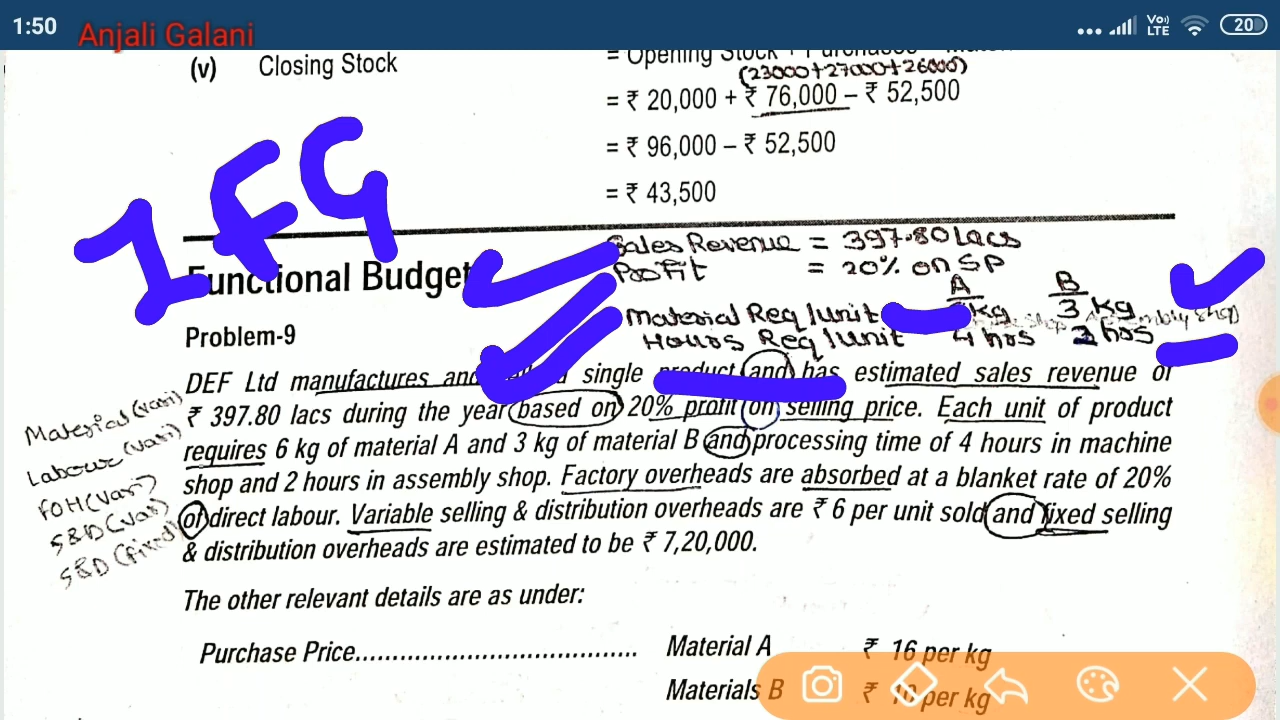 1:50 Anjali Galani Vo) LTE 20
= Opening Stock + Purchases
(23000+27000+26000)
(v) Closing Stock = ₹ 20,000 + ₹ 76,000 – ₹ 52,500
= ₹ 96,000 – ₹ 52,500
= ₹ 43,500
IFG
Sales Revenue = 397.80 lacs
Functional Budget Profit = 20% on SP
A B
Material Req/unit kg 3 kg
Problem-9 Hours Req/unit 4 hrs 2 hrs
DEF Ltd manufactures and single product and has estimated sales revenue of
₹ 397.80 lacs during the year based on 20% profit on selling price. Each unit of product
requires 6 kg of material A and 3 kg of material B and processing time of 4 hours in machine
shop and 2 hours in assembly shop. Factory overheads are absorbed at a blanket rate of 20%
of direct labour. Variable selling & distribution overheads are ₹ 6 per unit sold and fixed selling
& distribution overheads are estimated to be ₹ 7,20,000.
Material (vari)
Labour (vari)
FOH (Vari)
S&D (Vari)
S&D (fixed)
The other relevant details are as under:
Purchase Price..................................... Material A ₹ 16 per kg
Materials B ₹ 10 per kg